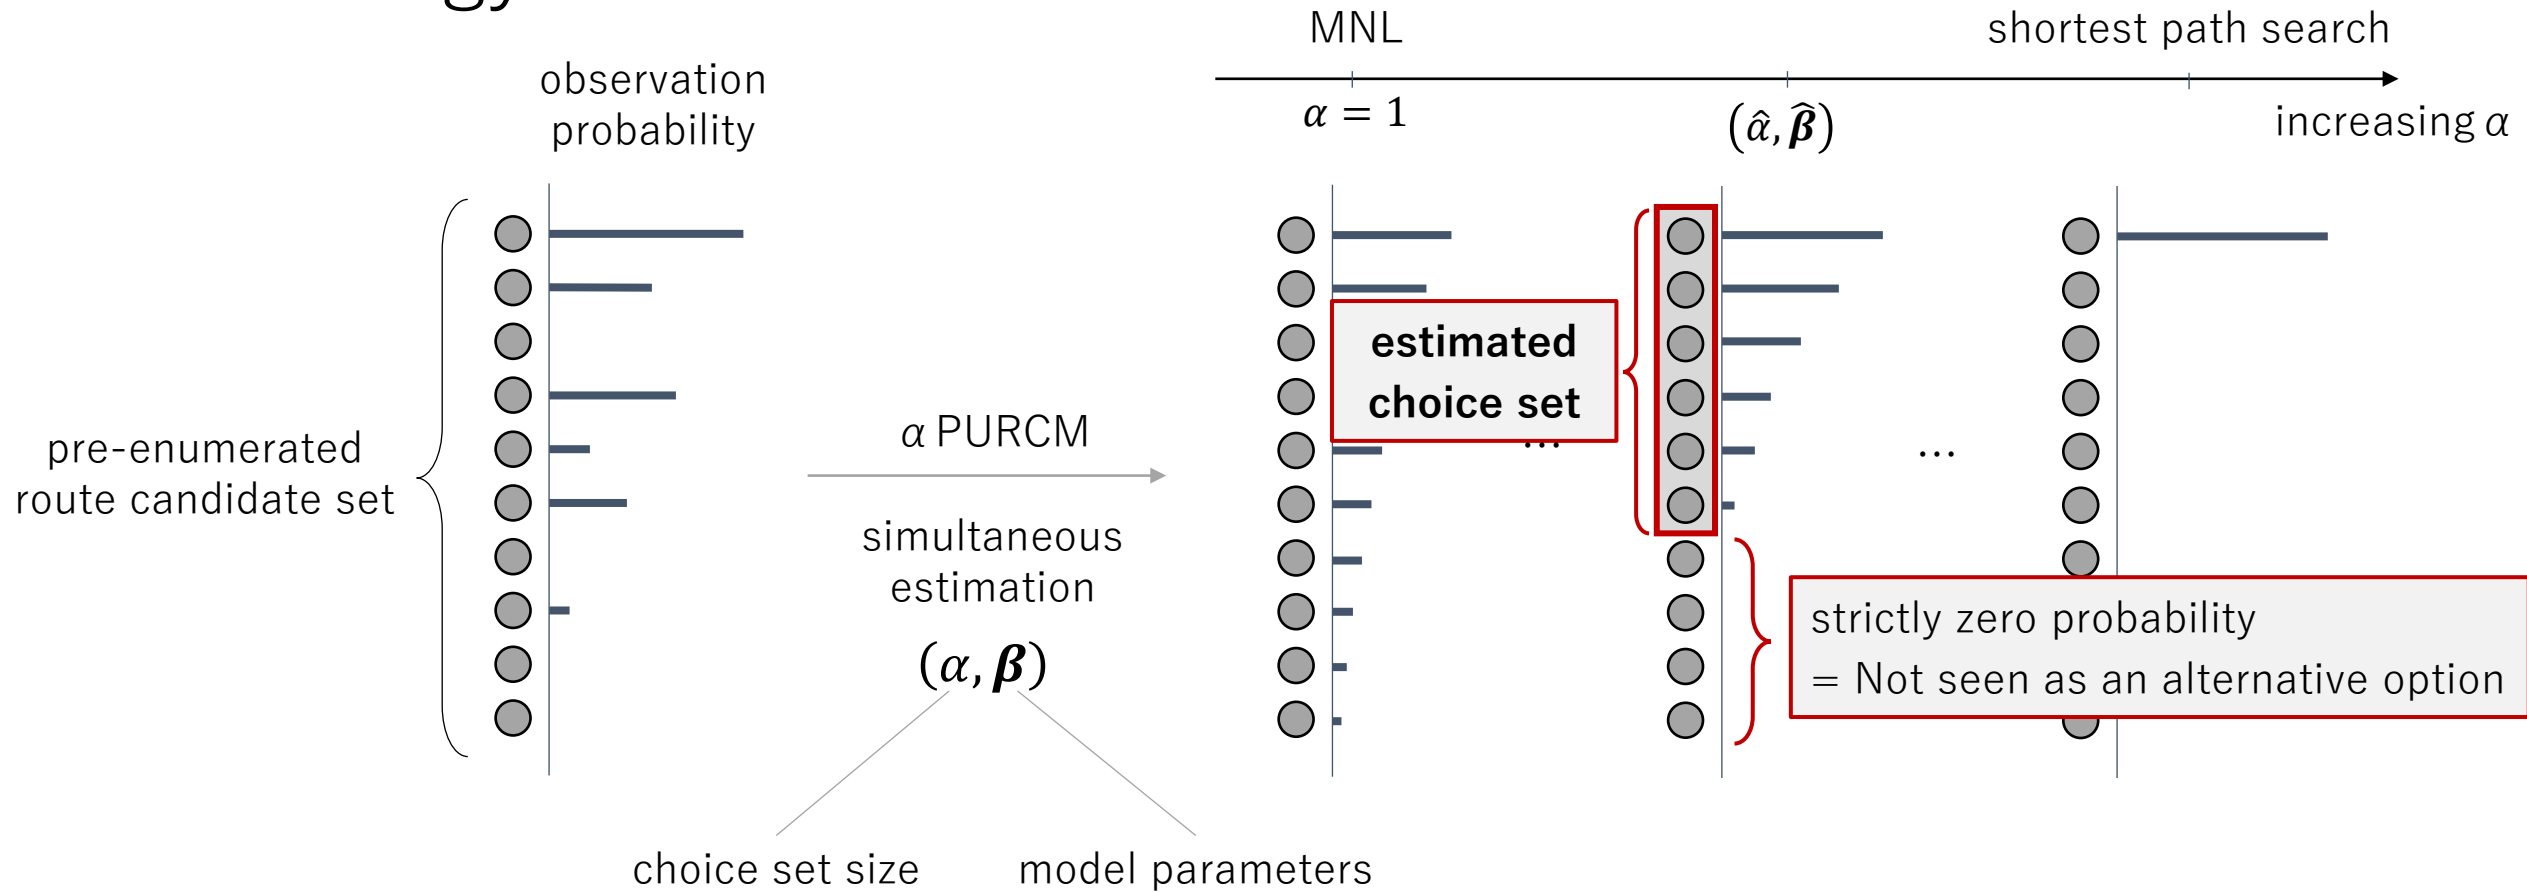 observation
probability
pre-enumerated
route candidate set
α PURCM
simultaneous
estimation
(α, β)
choice set size
model parameters
MNL
shortest path search
α = 1
(α̂, β̂)
increasing α
estimated
choice set
...
...
strictly zero probability
= Not seen as an alternative option